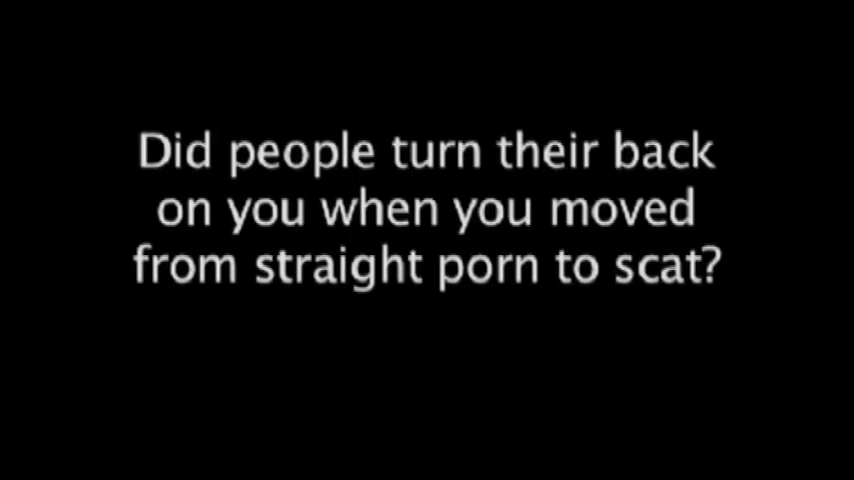 Did people turn their back
on you when you moved
from straight porn to scat?